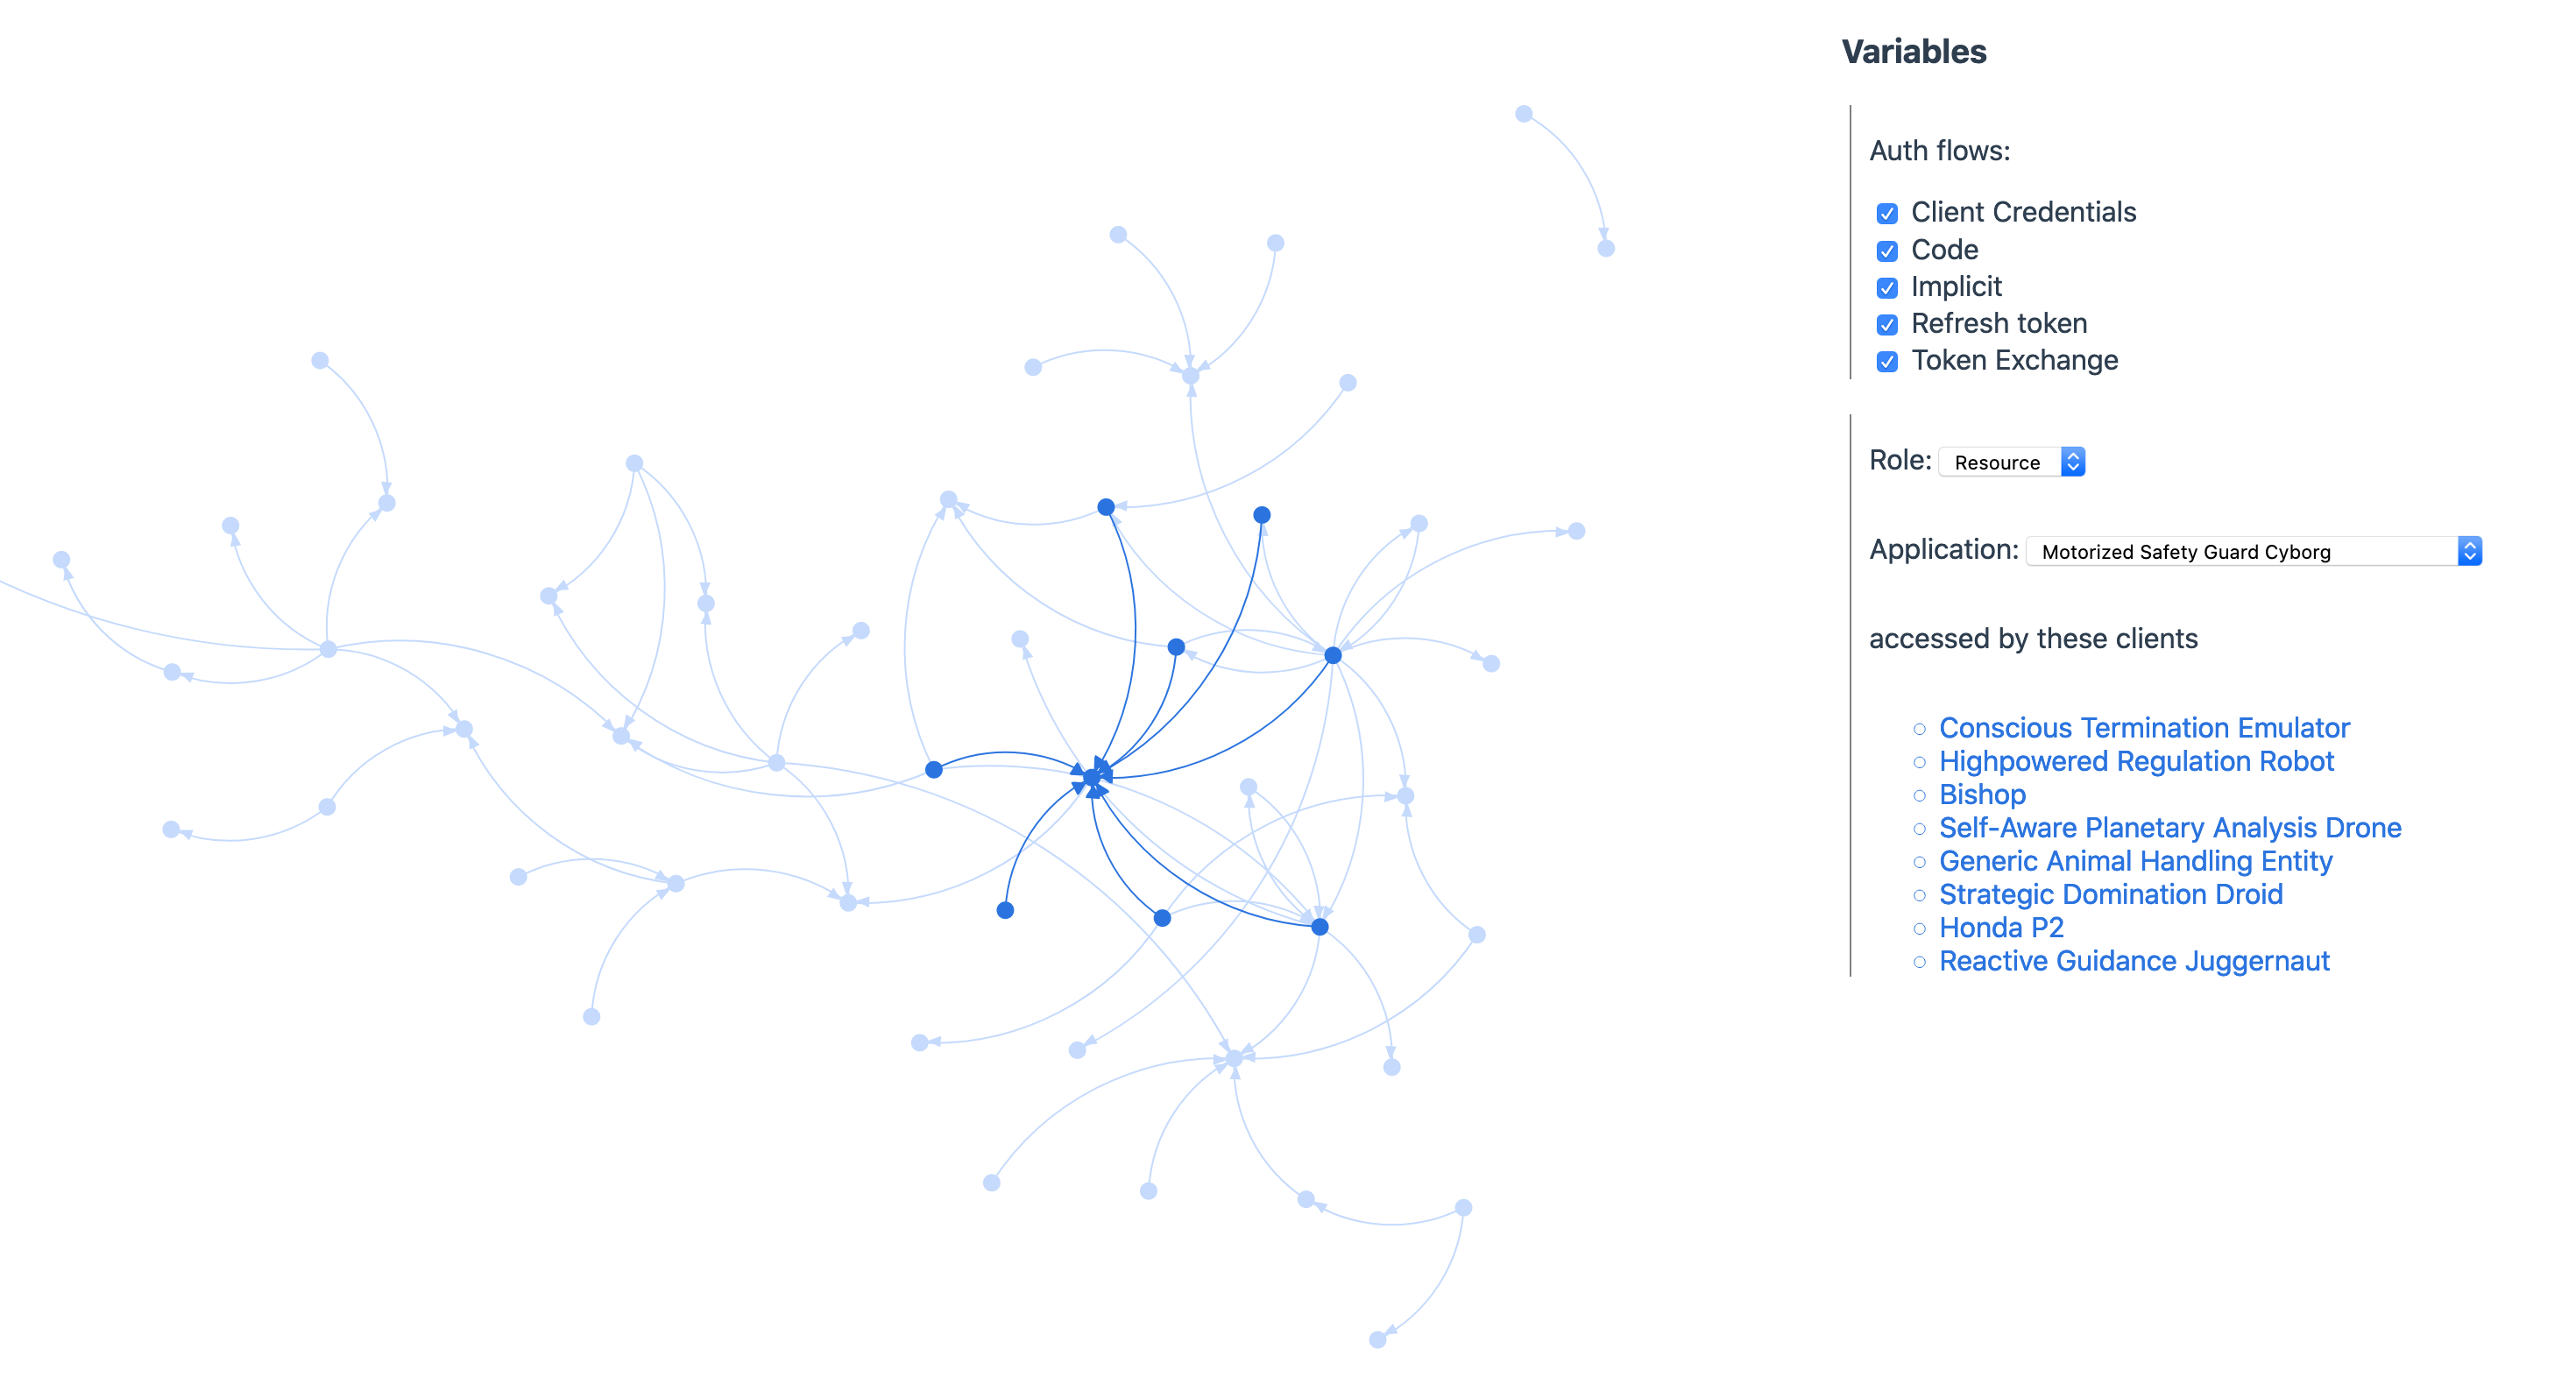 Variables
Auth flows:
Client Credentials
Code
Implicit
Refresh token
Token Exchange
Role: Resource
Application: Motorized Safety Guard Cyborg
accessed by these clients
Conscious Termination Emulator
Highpowered Regulation Robot
Bishop
Self-Aware Planetary Analysis Drone
Generic Animal Handling Entity
Strategic Domination Droid
Honda P2
Reactive Guidance Juggernaut